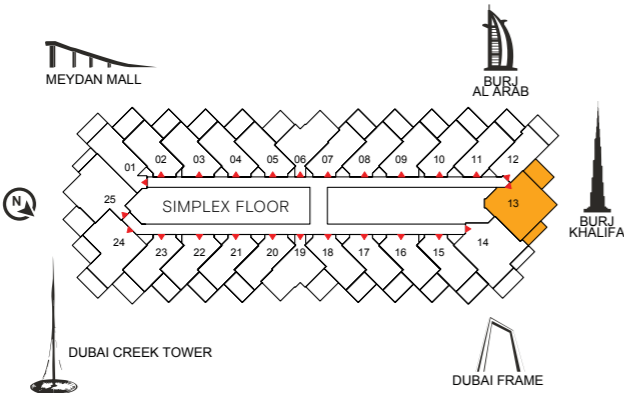 MEYDAN MALL
BURJ
AL ARAB
01 02 03 04 05 06 07 08 09 10 11 12
N
25
SIMPLEX FLOOR
13
BURJ
KHALIFA
24 23 22 21 20 19 18 17 16 15 14
DUBAI CREEK TOWER
DUBAI FRAME